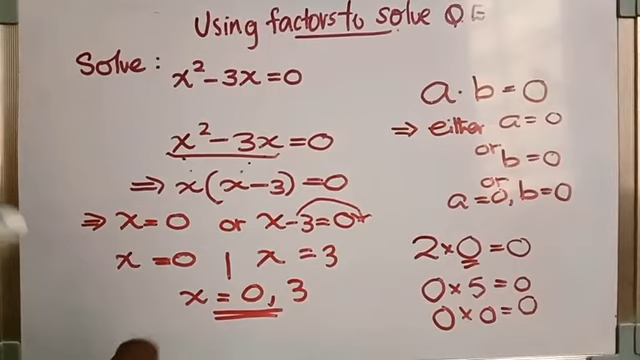 Using factors to solve QE
Solve:
x² - 3x = 0
x² - 3x = 0
⇒ x(x - 3) = 0
⇒ x = 0 or x - 3 = 0
x = 0 | x = 3
x = 0, 3
a · b = 0
⇒ either a = 0
or b = 0
or
a = 0, b = 0
2 × 0 = 0
0 × 5 = 0
0 × 0 = 0